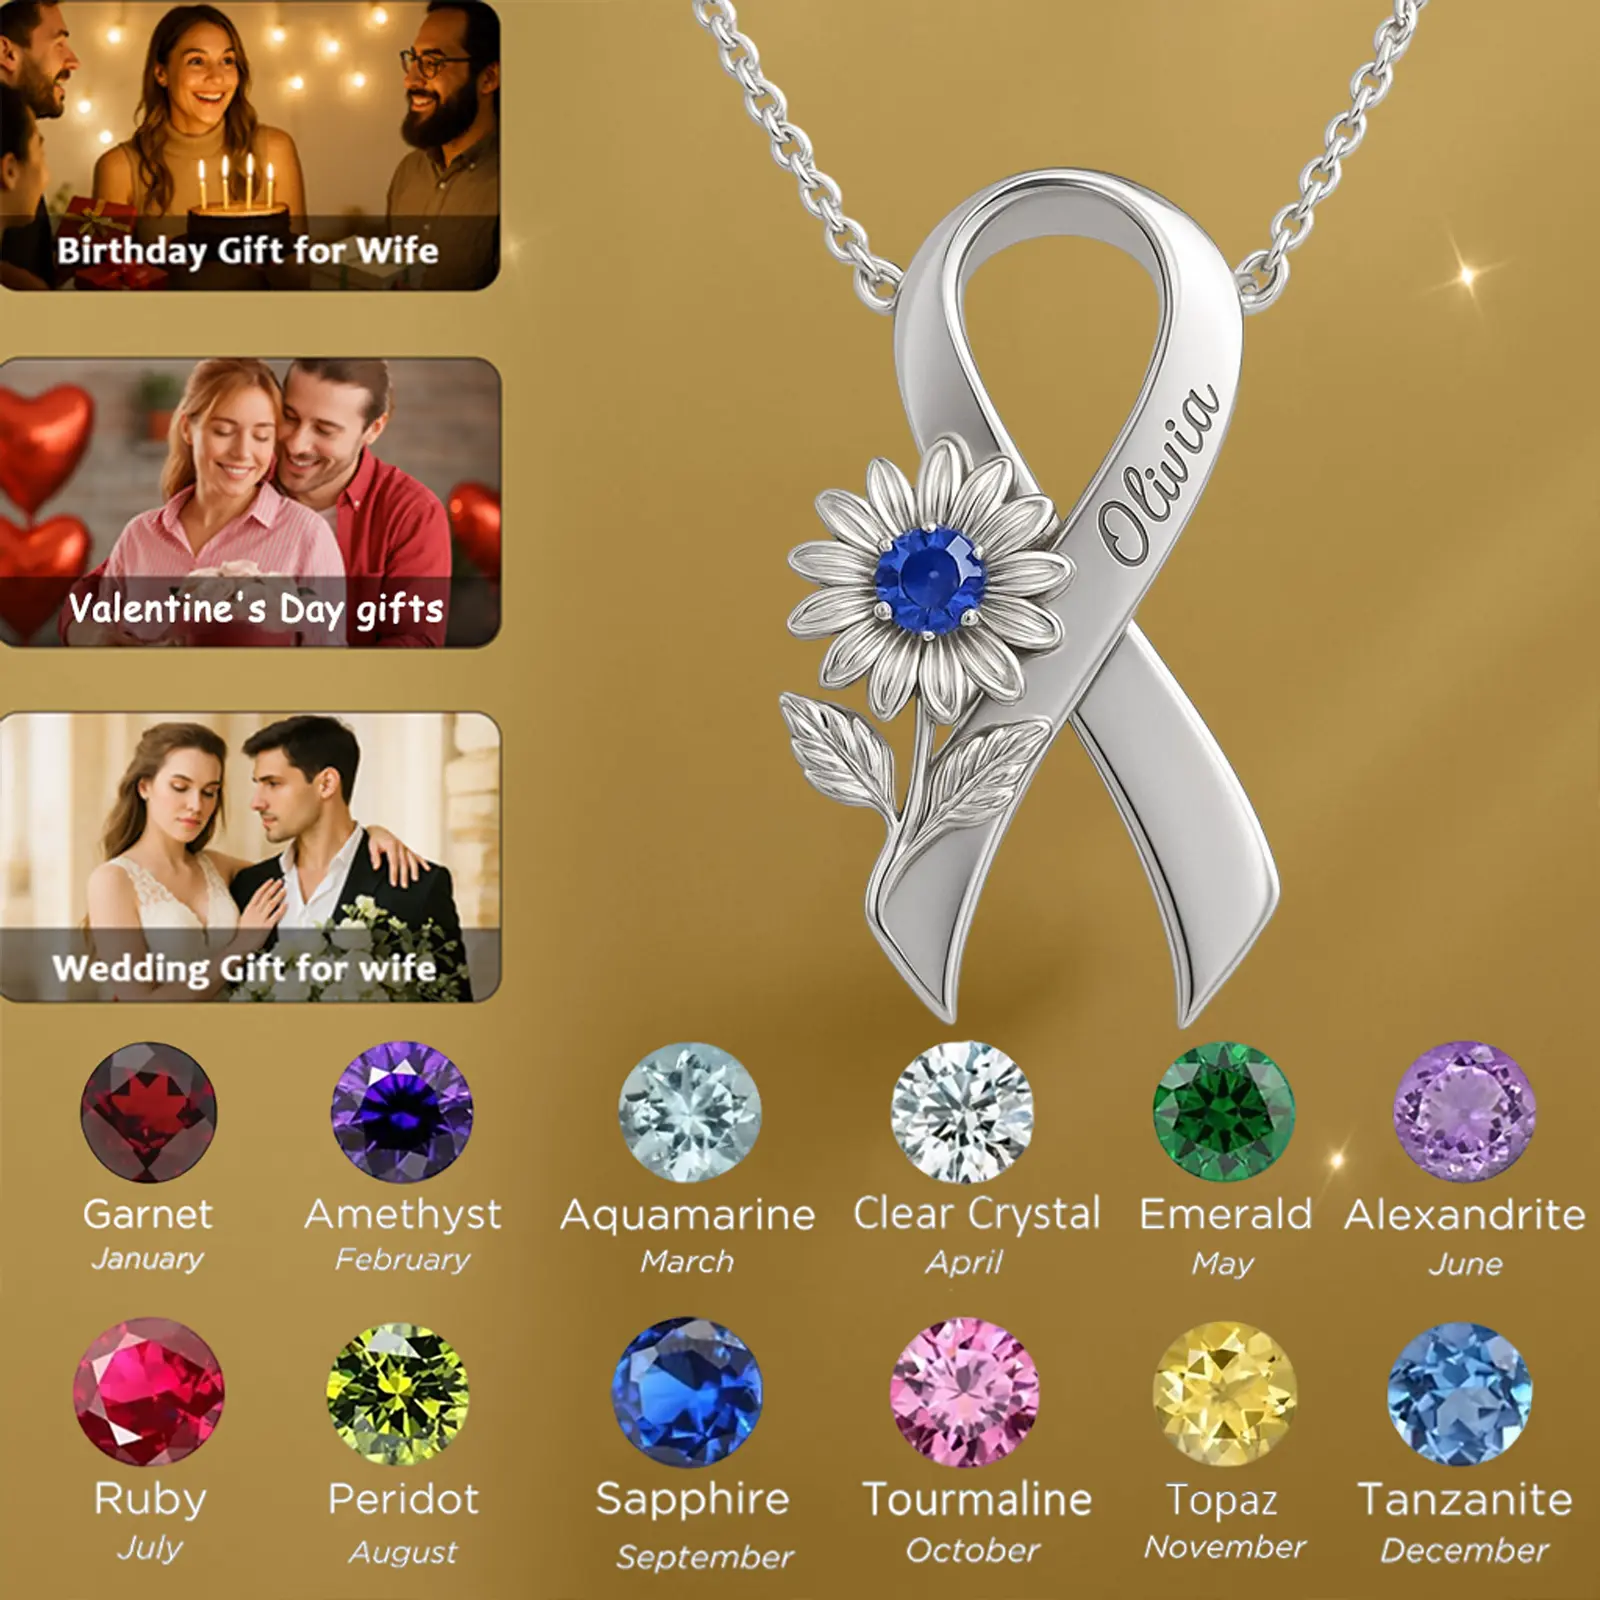 Birthday Gift for Wife
Valentine's Day gifts
Wedding Gift for wife
Olivia
Garnet
January
Amethyst
February
Aquamarine
March
Clear Crystal
April
Emerald
May
Alexandrite
June
Ruby
July
Peridot
August
Sapphire
September
Tourmaline
October
Topaz
November
Tanzanite
December